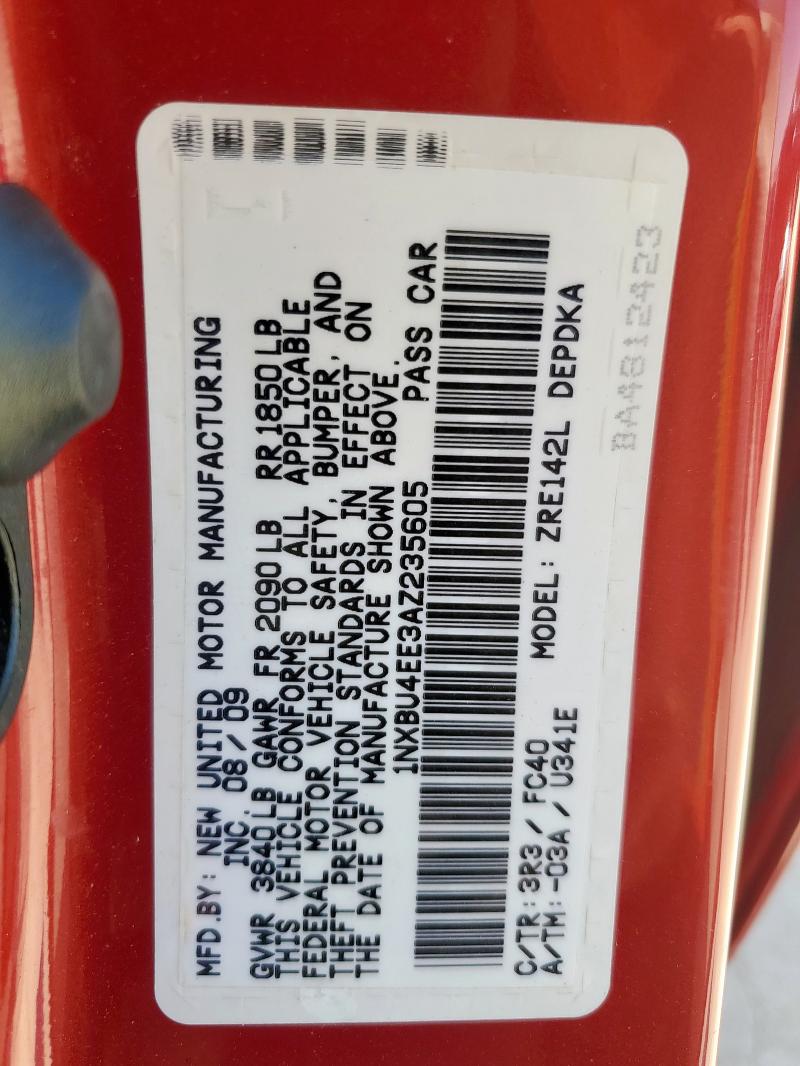 MFD.BY: NEW UNITED MOTOR MANUFACTURING
INC. 08/09
GVWR 3840LB GAWR FR 2090LB RR 1850LB
THIS VEHICLE CONFORMS TO ALL APPLICABLE
FEDERAL MOTOR VEHICLE SAFETY, BUMPER, AND
THEFT PREVENTION STANDARDS IN EFFECT ON
THE DATE OF MANUFACTURE SHOWN ABOVE.
1NXBU4EE3AZ235605 PASS CAR
C/TR:3R3/FC40 MODEL: ZRE142L DEPDKA
A/TM:-03A/U341E
BA4812423